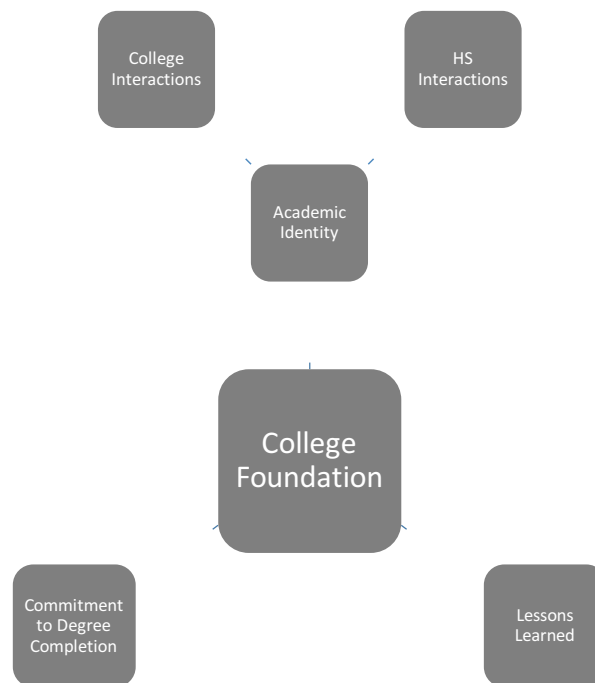 College
Interactions
HS
Interactions
Academic
Identity
College
Foundation
Commitment
to Degree
Completion
Lessons
Learned